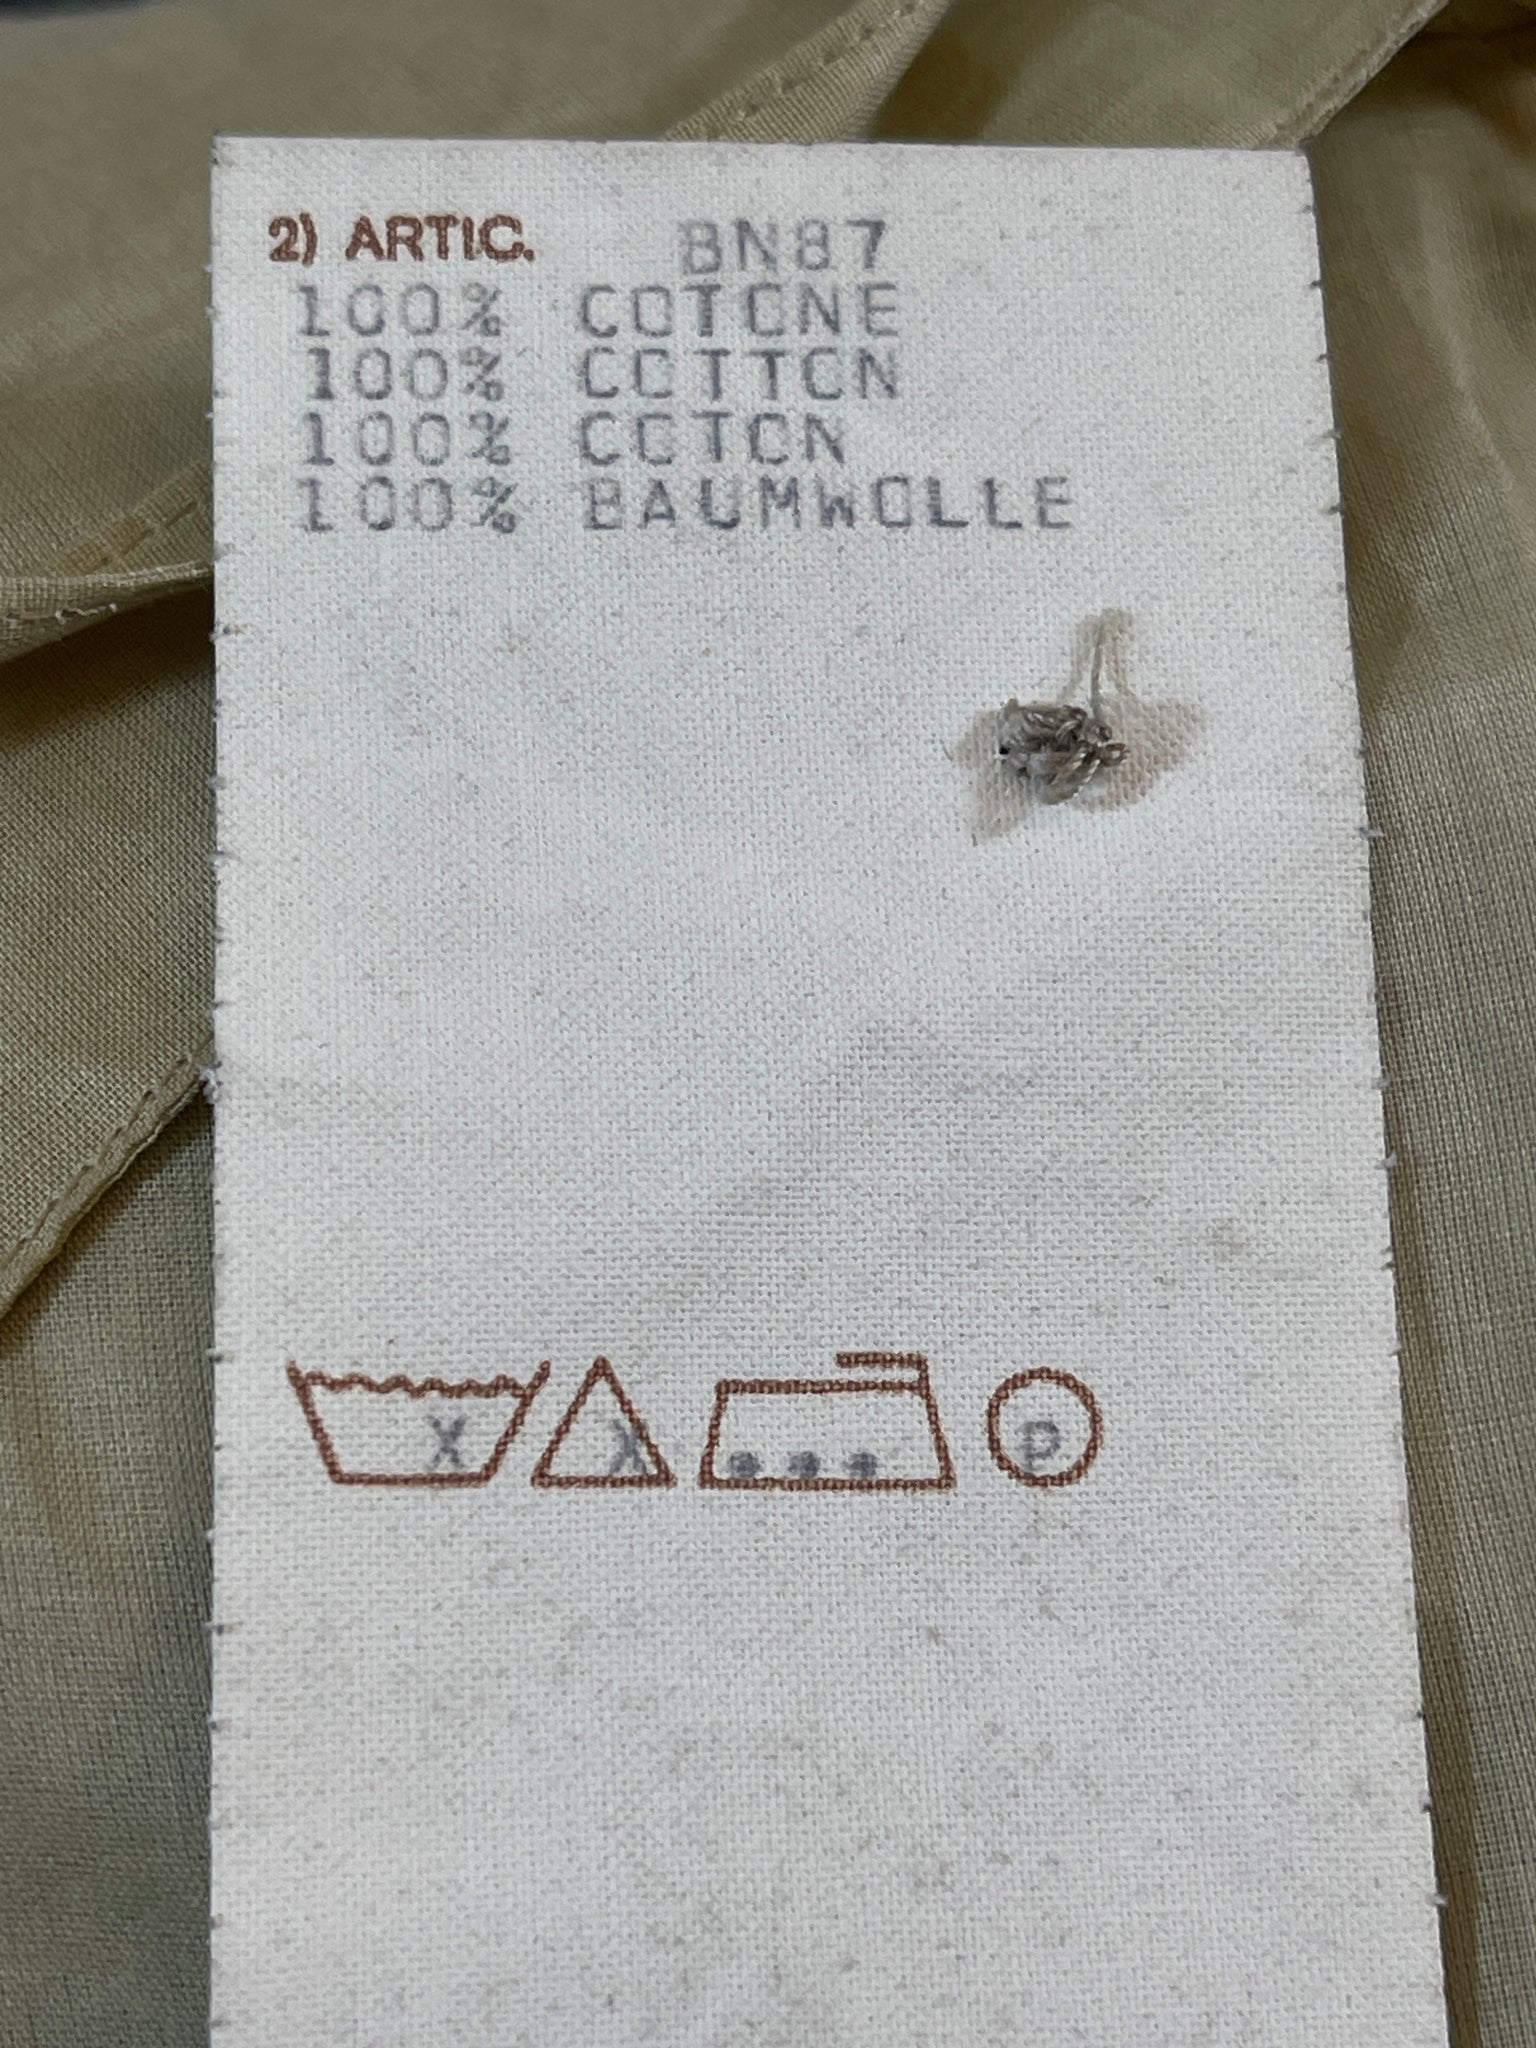 2) ARTIC. BN87
100% COTONE
100% COTTON
100% COTON
100% BAUMWOLLE
X X P